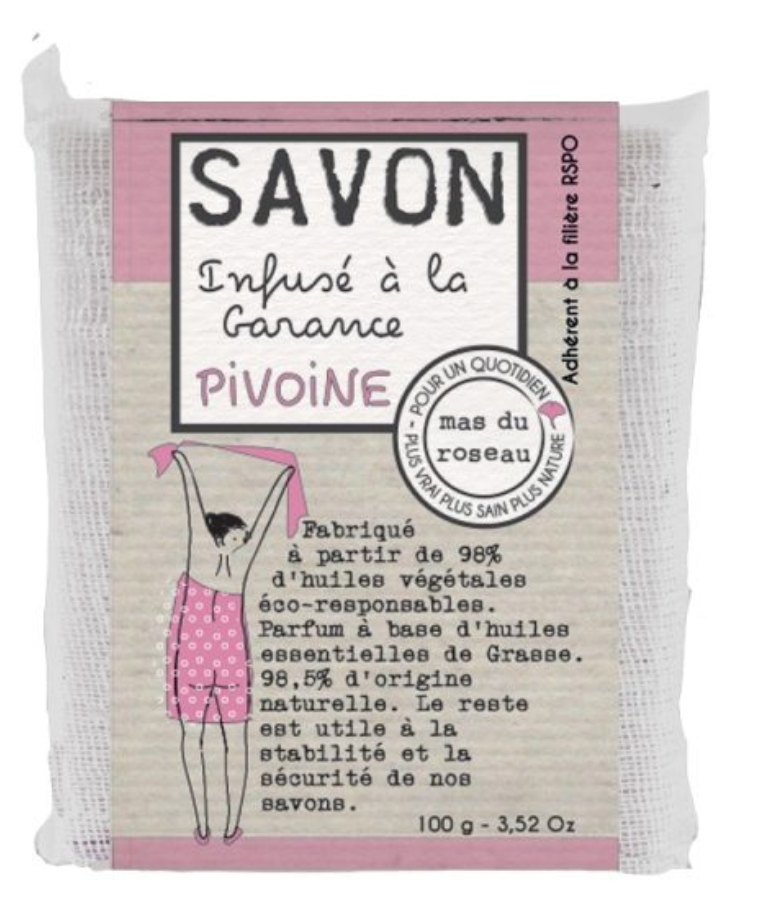 SAVON
Infusé à la
Garance
PiVOiNE
Adhérent à la filière RSPO
- POUR UN QUOTIDIEN
PLUS VRAI PLUS SAIN PLUS NATURE
mas du
roseau
Fabriqué
à partir de 98%
d'huiles végétales
éco-responsables.
Parfum à base d'huiles
essentielles de Grasse.
98,5% d'origine
naturelle. Le reste
est utile à la
stabilité et la
sécurité de nos
savons.
100 g - 3,52 Oz